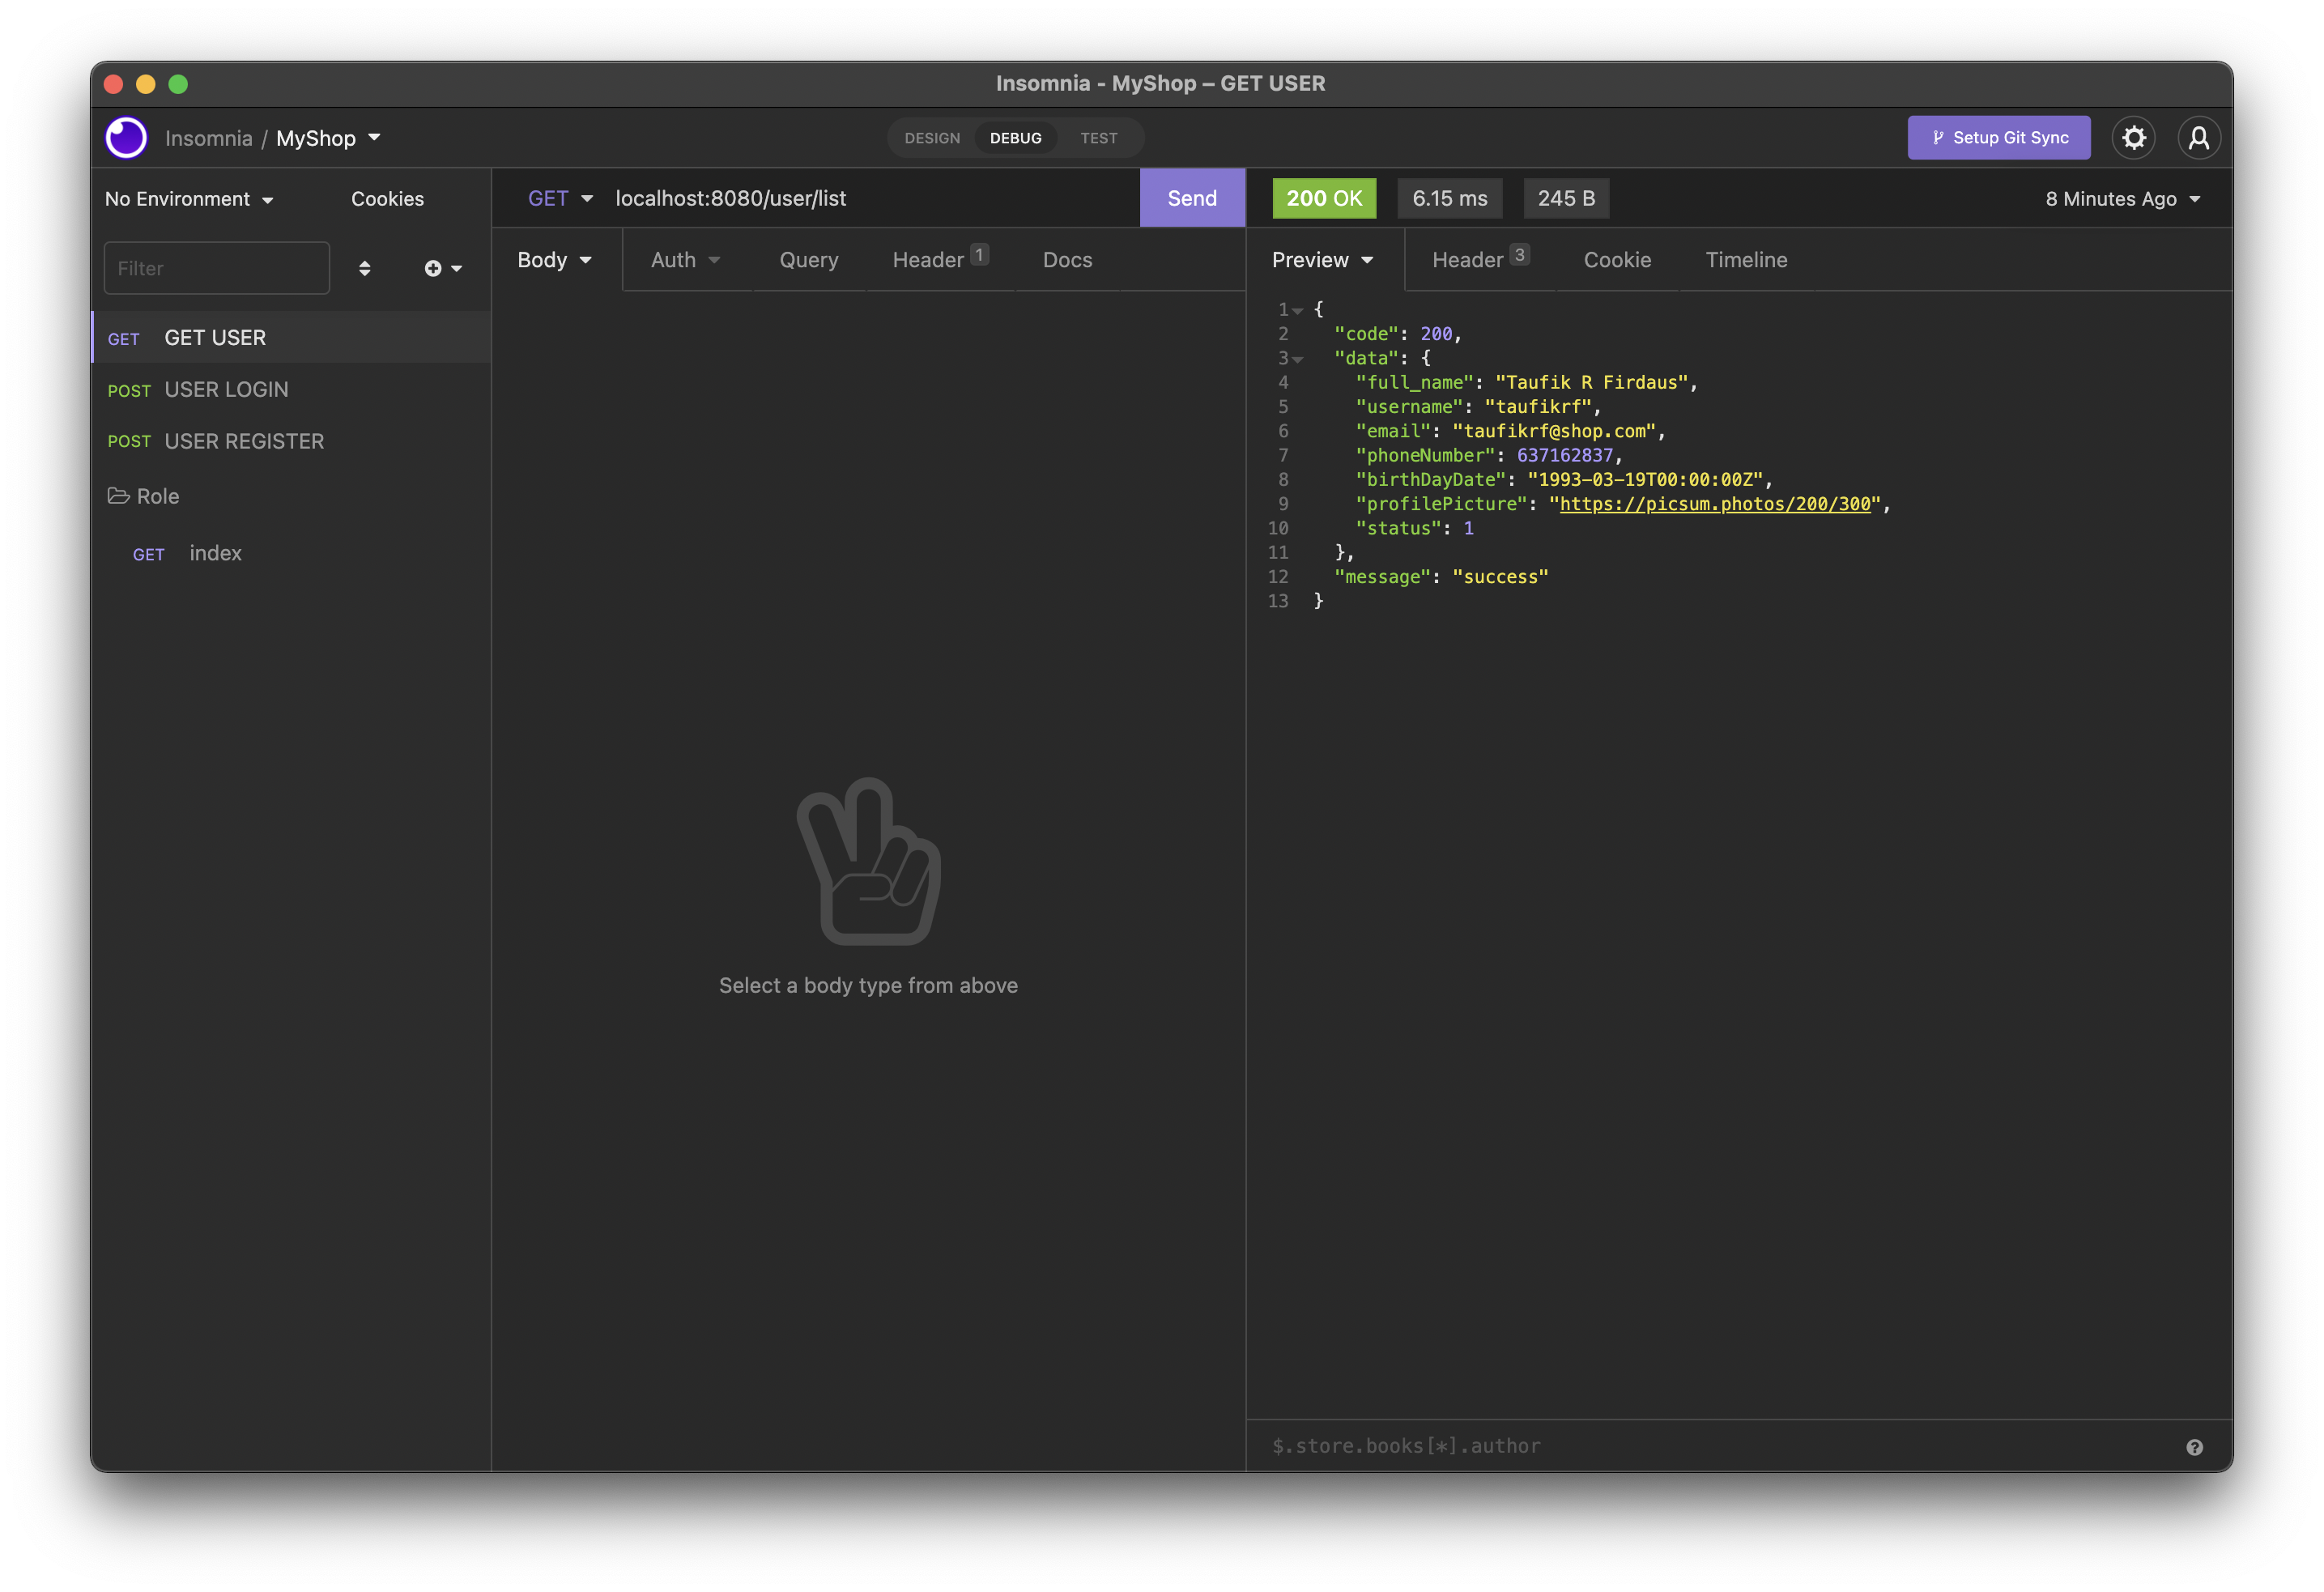 Insomnia - MyShop – GET USER
Insomnia / MyShop
DESIGN DEBUG TEST
Setup Git Sync
No Environment
Cookies
Filter
GET GET USER
POST USER LOGIN
POST USER REGISTER
Role
GET index
GET localhost:8080/user/list
Send
Body Auth Query Header 1 Docs
Select a body type from above
200 OK 6.15 ms 245 B
8 Minutes Ago
Preview Header 3 Cookie Timeline
1 {
2 "code": 200,
3 "data": {
4 "full_name": "Taufik R Firdaus",
5 "username": "taufikrf",
6 "email": "taufikrf@shop.com",
7 "phoneNumber": 637162837,
8 "birthDayDate": "1993-03-19T00:00:00Z",
9 "profilePicture": "https://picsum.photos/200/300",
10 "status": 1
11 },
12 "message": "success"
13 }
$.store.books[*].author
?